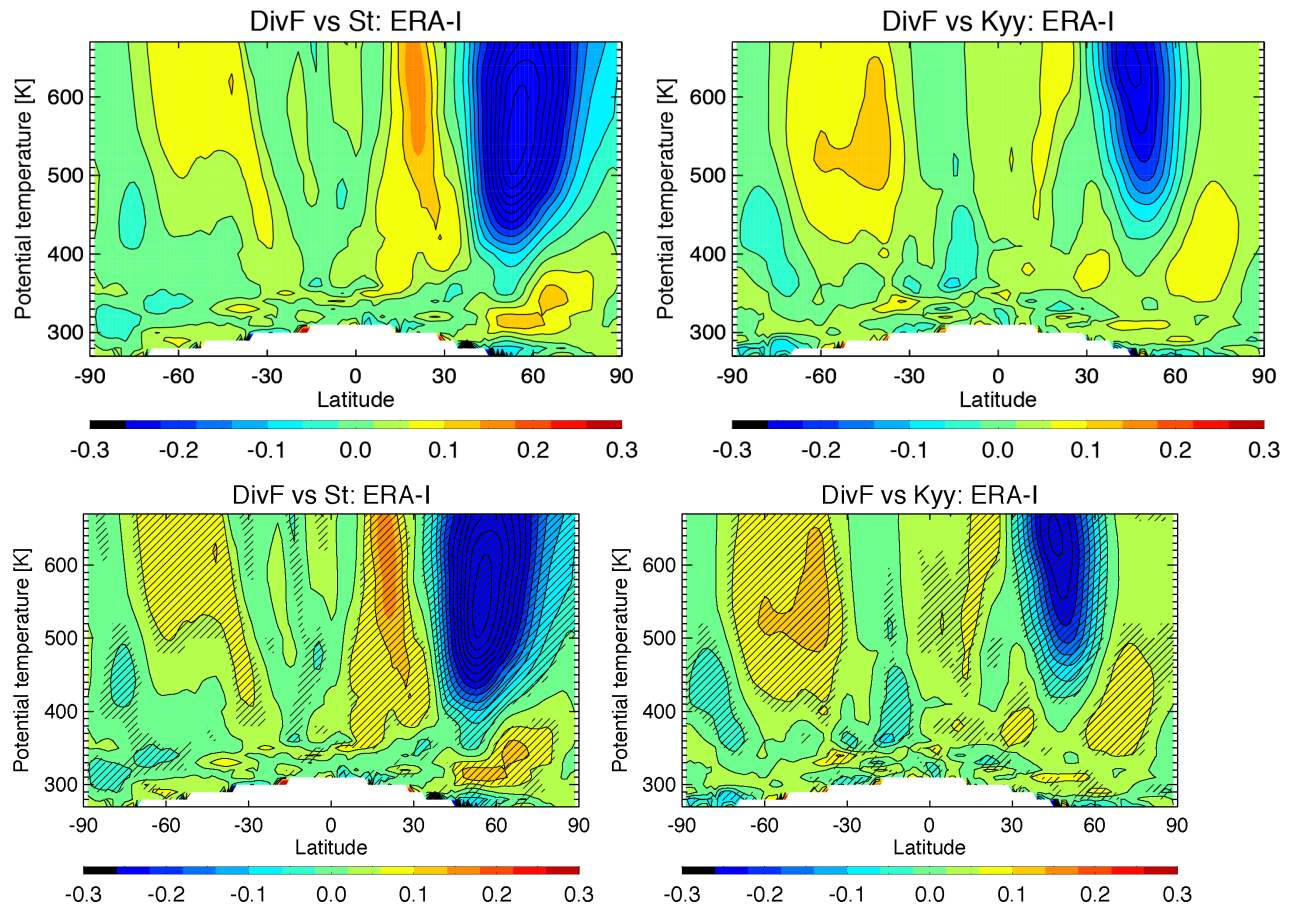 DivF vs St: ERA-I
Potential temperature [K]
600
500
400
300
-90 -60 -30 0 30 60 90
Latitude
-0.3 -0.2 -0.1 0.0 0.1 0.2 0.3
DivF vs Kyy: ERA-I
Potential temperature [K]
600
500
400
300
-90 -60 -30 0 30 60 90
Latitude
-0.3 -0.2 -0.1 0.0 0.1 0.2 0.3
DivF vs St: ERA-I
Potential temperature [K]
600
500
400
300
-90 -60 -30 0 30 60 90
Latitude
-0.3 -0.2 -0.1 0.0 0.1 0.2 0.3
DivF vs Kyy: ERA-I
Potential temperature [K]
600
500
400
300
-90 -60 -30 0 30 60 90
Latitude
-0.3 -0.2 -0.1 0.0 0.1 0.2 0.3